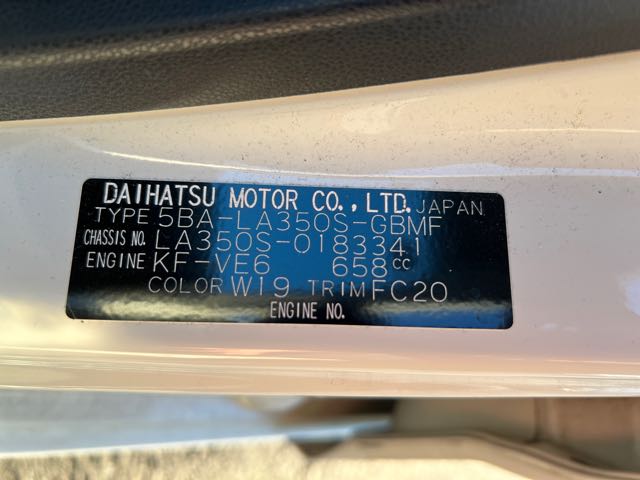 DAIHATSU MOTOR CO., LTD. JAPAN
TYPE 5BA-LA350S-GBMF
CHASSIS NO. LA350S-0183341
ENGINE KF-VE6 658cc
COLOR W19 TRIM FC20
ENGINE NO.